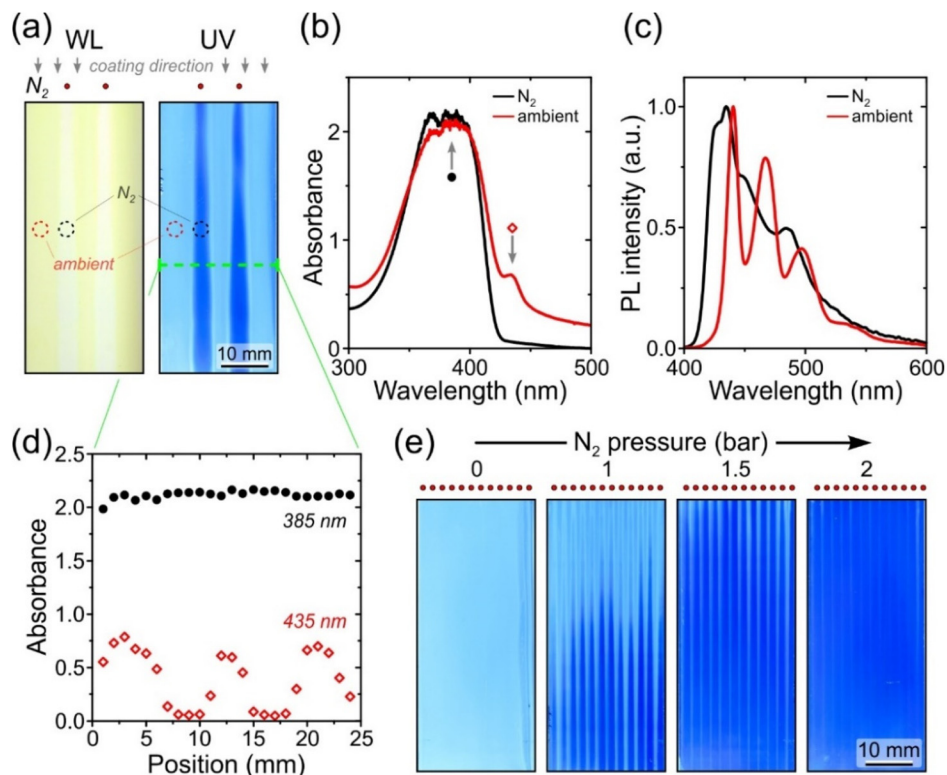 (a)
WL UV
coating direction
N2
N2
ambient
10 mm
(b)
N2
ambient
Absorbance
2
1
0
300 400 500
Wavelength (nm)
(c)
N2
ambient
PL intensity (a.u.)
1.0
0.5
0.0
400 500 600
Wavelength (nm)
(d)
Absorbance
2.5
2.0
1.5
1.0
0.5
0.0
385 nm
435 nm
0 5 10 15 20 25
Position (mm)
(e)
N2 pressure (bar)
0 1 1.5 2
10 mm